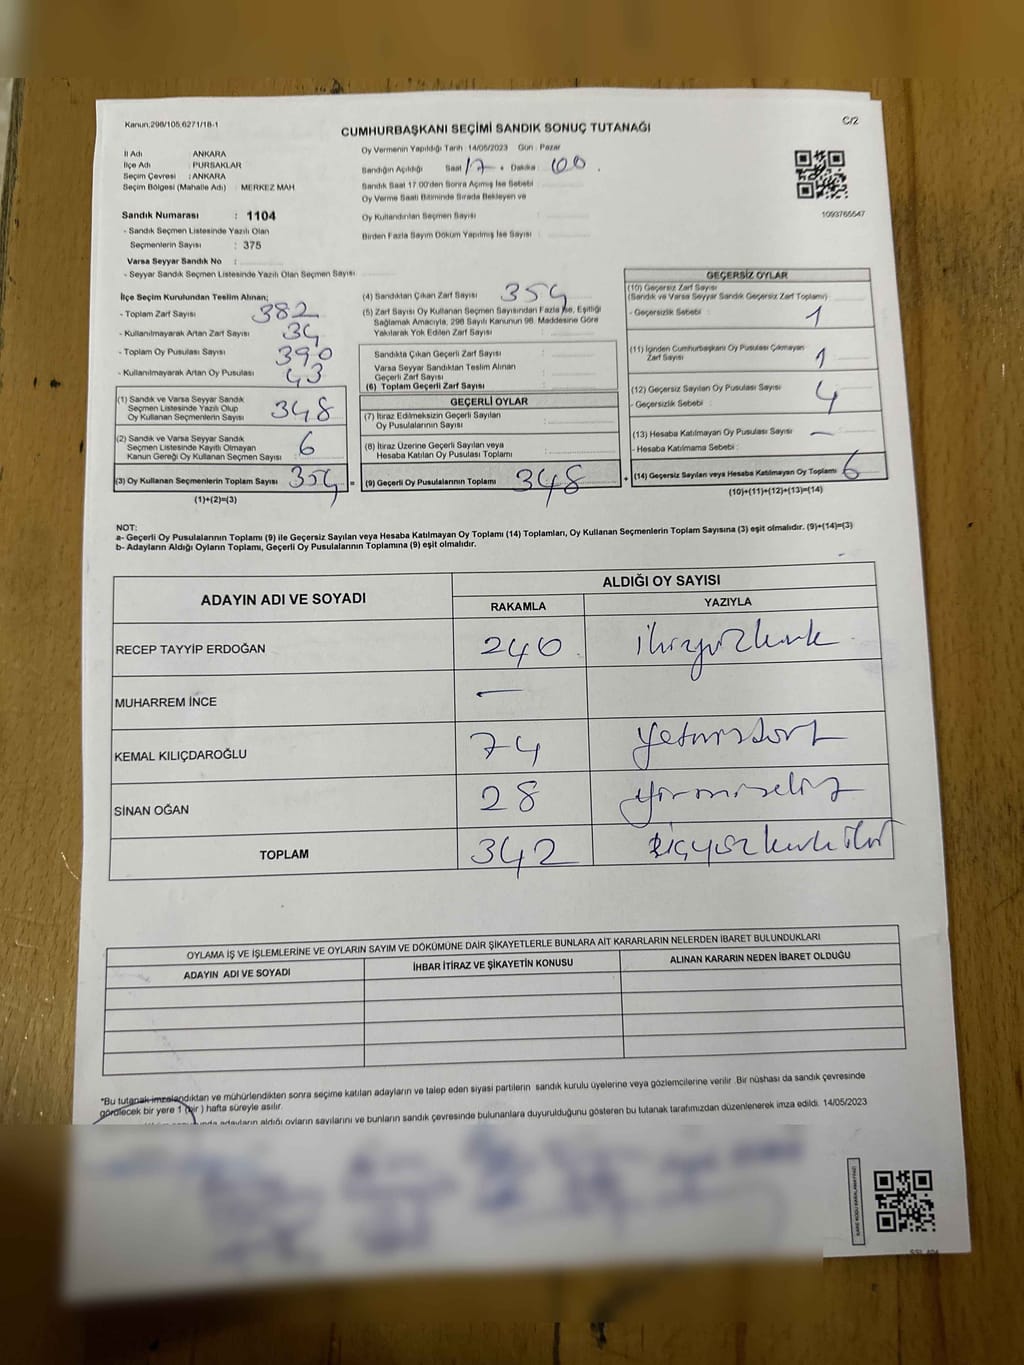 Kanun.298/105,6271/18-1
CUMHURBAŞKANI SEÇİMİ SANDIK SONUÇ TUTANAĞI
C/2
İl Adı : ANKARA
İlçe Adı : PURSAKLAR
Seçim Çevresi : ANKARA
Seçim Bölgesi (Mahalle Adı) : MERKEZ MAH
Oy Vermenin Yapıldığı Tarih : 14/05/2023 Gün : Pazar
Sandığın Açıldığı Saat : 17 Dakika : 00
Sandık Saat 17:00'den Sonra Açımış İse Sebebi :
Oy Verme Saati Bitiminde Sırada Bekleyen ve
Oy Kullandırılan Seçmen Sayısı :
Birden Fazla Sayım Döküm Yapılmış İse Sayısı :
1093765547
Sandık Numarası : 1104
- Sandık Seçmen Listesinde Yazılı Olan
Seçmenlerin Sayısı : 375
Varsa Seyyar Sandık No :
- Seyyar Sandık Seçmen Listesinde Yazılı Olan Seçmen Sayısı
İlçe Seçim Kurulundan Teslim Alınan;
- Toplam Zarf Sayısı : 382
- Kullanılmayarak Artan Zarf Sayısı : 34
- Toplam Oy Pusulası Sayısı : 390
- Kullanılmayarak Artan Oy Pusulası : 43
(1) Sandık ve Varsa Seyyar Sandık
Seçmen Listesinde Yazılı Olup
Oy Kullanan Seçmenlerin Sayısı : 348
(2) Sandık ve Varsa Seyyar Sandık
Seçmen Listesinde Kayıtlı Olmayan
Kanun Gereği Oy Kullanan Seçmen Sayısı : 6
(3) Oy Kullanan Seçmenlerin Toplam Sayısı : 354 =
(1)+(2)=(3)
(4) Sandıktan Çıkan Zarf Sayısı : 354
(5) Zarf Sayısı Oy Kullanan Seçmen Sayısından Fazla İse, Eşitliği
Sağlamak Amacıyla, 298 Sayılı Kanunun 98. Maddesine Göre
Yakılarak Yok Edilen Zarf Sayısı :
Sandıkta Çıkan Geçerli Zarf Sayısı :
Varsa Seyyar Sandıktan Teslim Alınan
Geçerli Zarf Sayısı :
(6) Toplam Geçerli Zarf Sayısı :
GEÇERLİ OYLAR
(7) İtiraz Edilmeksizin Geçerli Sayılan
Oy Pusulalarının Sayısı :
(8) İtiraz Üzerine Geçerli Sayılan veya
Hesaba Katılan Oy Pusulası Toplamı :
(9) Geçerli Oy Pusulalarının Toplamı : 348 +
GEÇERSİZ OYLAR
(10) Geçersiz Zarf Sayısı
(Sandık ve Varsa Seyyar Sandık Geçersiz Zarf Toplamı) :
- Geçersizlik Sebebi : 1
(11) İçinden Cumhurbaşkanı Oy Pusulası Çıkmayan
Zarf Sayısı : 1
(12) Geçersiz Sayılan Oy Pusulası Sayısı : 4
- Geçersizlik Sebebi :
(13) Hesaba Katılmayan Oy Pusulası Sayısı : —
- Hesaba Katılmama Sebebi :
(14) Geçersiz Sayılan veya Hesaba Katılmayan Oy Toplamı : 6
(10)+(11)+(12)+(13)=(14)
NOT:
a- Geçerli Oy Pusulalarının Toplamı (9) ile Geçersiz Sayılan veya Hesaba Katılmayan Oy Toplamı (14) Toplamları, Oy Kullanan Seçmenlerin Toplam Sayısına (3) eşit olmalıdır. (9)+(14)=(3)
b- Adayların Aldığı Oyların Toplamı, Geçerli Oy Pusulalarının Toplamına (9) eşit olmalıdır.
ADAYIN ADI VE SOYADI
ALDIĞI OY SAYISI
RAKAMLA YAZIYLA
RECEP TAYYİP ERDOĞAN 240 ikiyüzkırk
MUHARREM İNCE —
KEMAL KILIÇDAROĞLU 74 yetmişdört
SİNAN OĞAN 28 yirmisekiz
TOPLAM 342 üçyüzkırkiki
OYLAMA İŞ VE İŞLEMLERİNE VE OYLARIN SAYIM VE DÖKÜMÜNE DAİR ŞİKAYETLERLE BUNLARA AİT KARARLARIN NELERDEN İBARET BULUNDUKLARI
ADAYIN ADI VE SOYADI İHBAR İTİRAZ VE ŞİKAYETİN KONUSU ALINAN KARARIN NEDEN İBARET OLDUĞU
*Bu tutanak imzalandıktan ve mühürlendikten sonra seçime katılan adayların ve talep eden siyasi partilerin sandık kurulu üyelerine veya gözlemcilerine verilir .Bir nüshası da sandık çevresinde
görülecek bir yere 1 (bir ) hafta süreyle asılır.
adayların aldığı oyların sayılarını ve bunların sandık çevresinde bulunanlara duyurulduğunu gösteren bu tutanak tarafımızdan düzenlenerek imza edildi. 14/05/2023